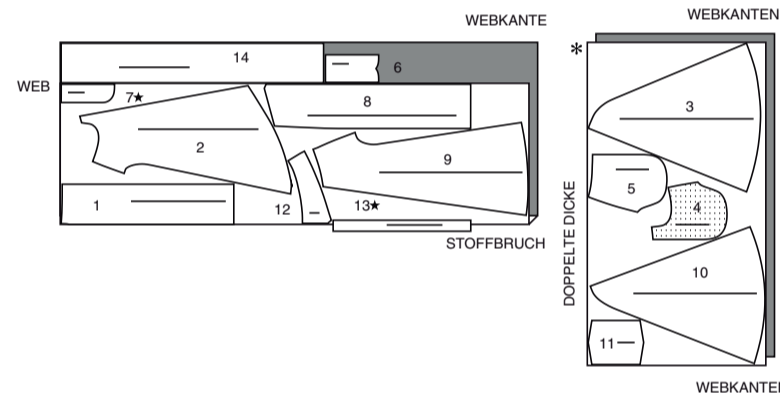 WEBKANTE
14
6
WEB
7★
8
2
9
1
12
13★
STOFFBRUCH
WEBKANTEN
*
3
5
4
DOPPELTE DICKE
10
11
WEBKANTEN